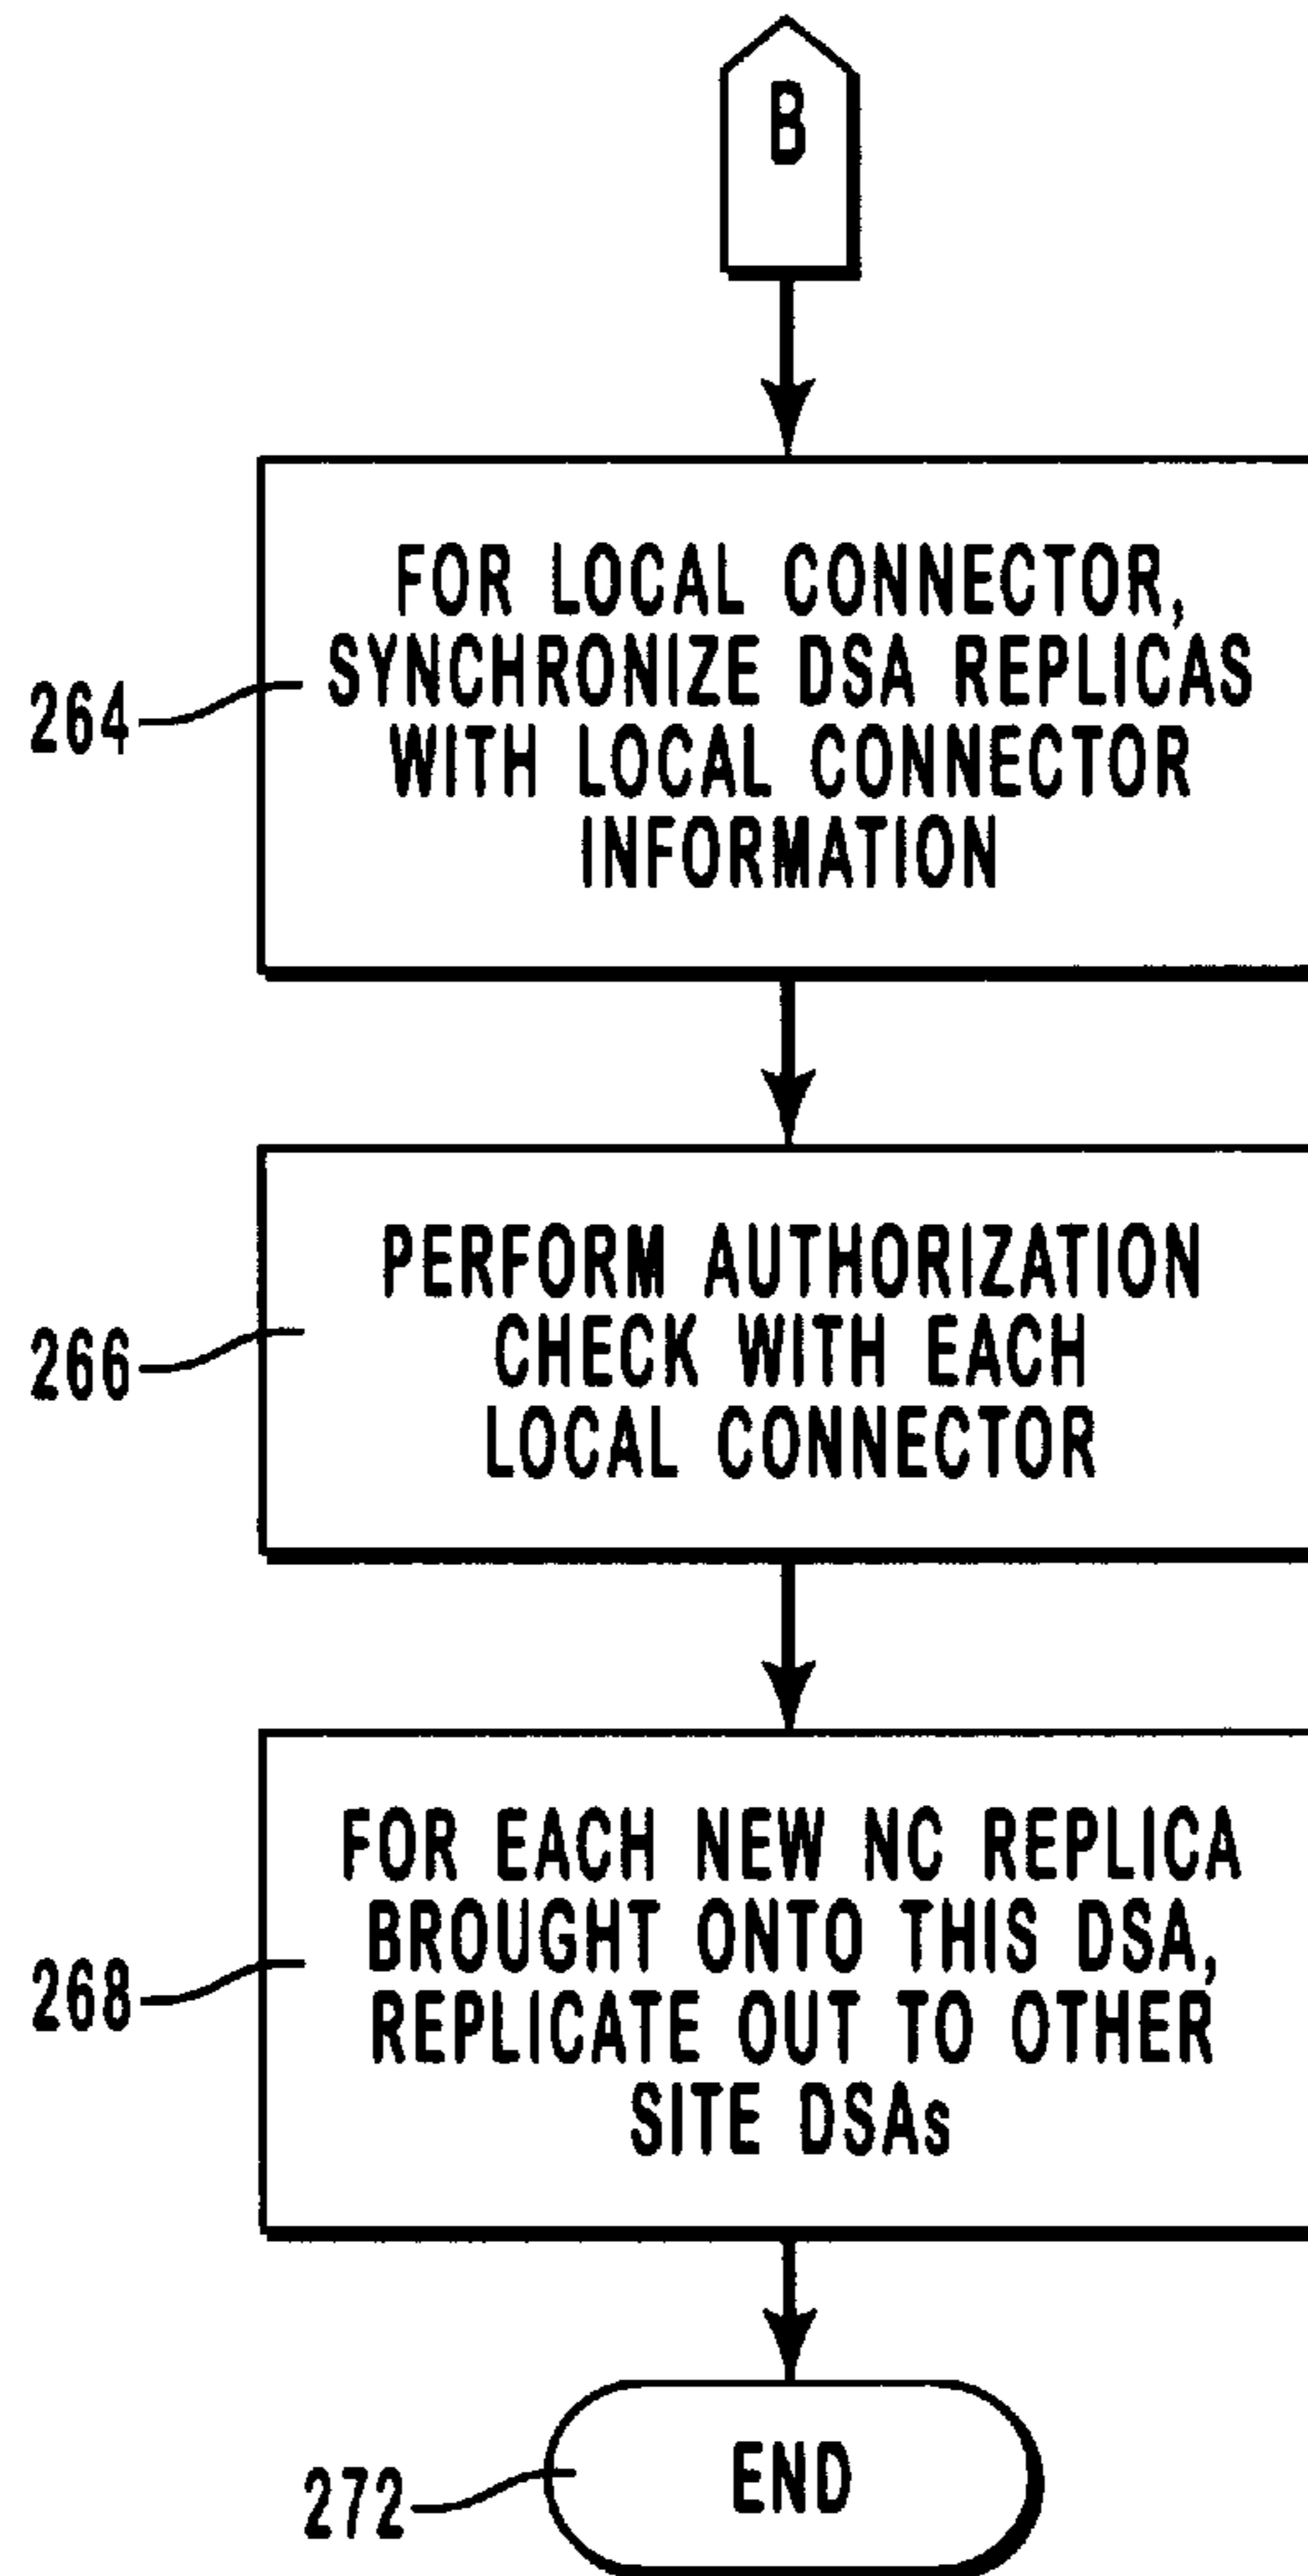 B
FOR LOCAL CONNECTOR,
SYNCHRONIZE DSA REPLICAS
WITH LOCAL CONNECTOR
INFORMATION
264
PERFORM AUTHORIZATION
CHECK WITH EACH
LOCAL CONNECTOR
266
FOR EACH NEW NC REPLICA
BROUGHT ONTO THIS DSA,
REPLICATE OUT TO OTHER
SITE DSAs
268
END
272